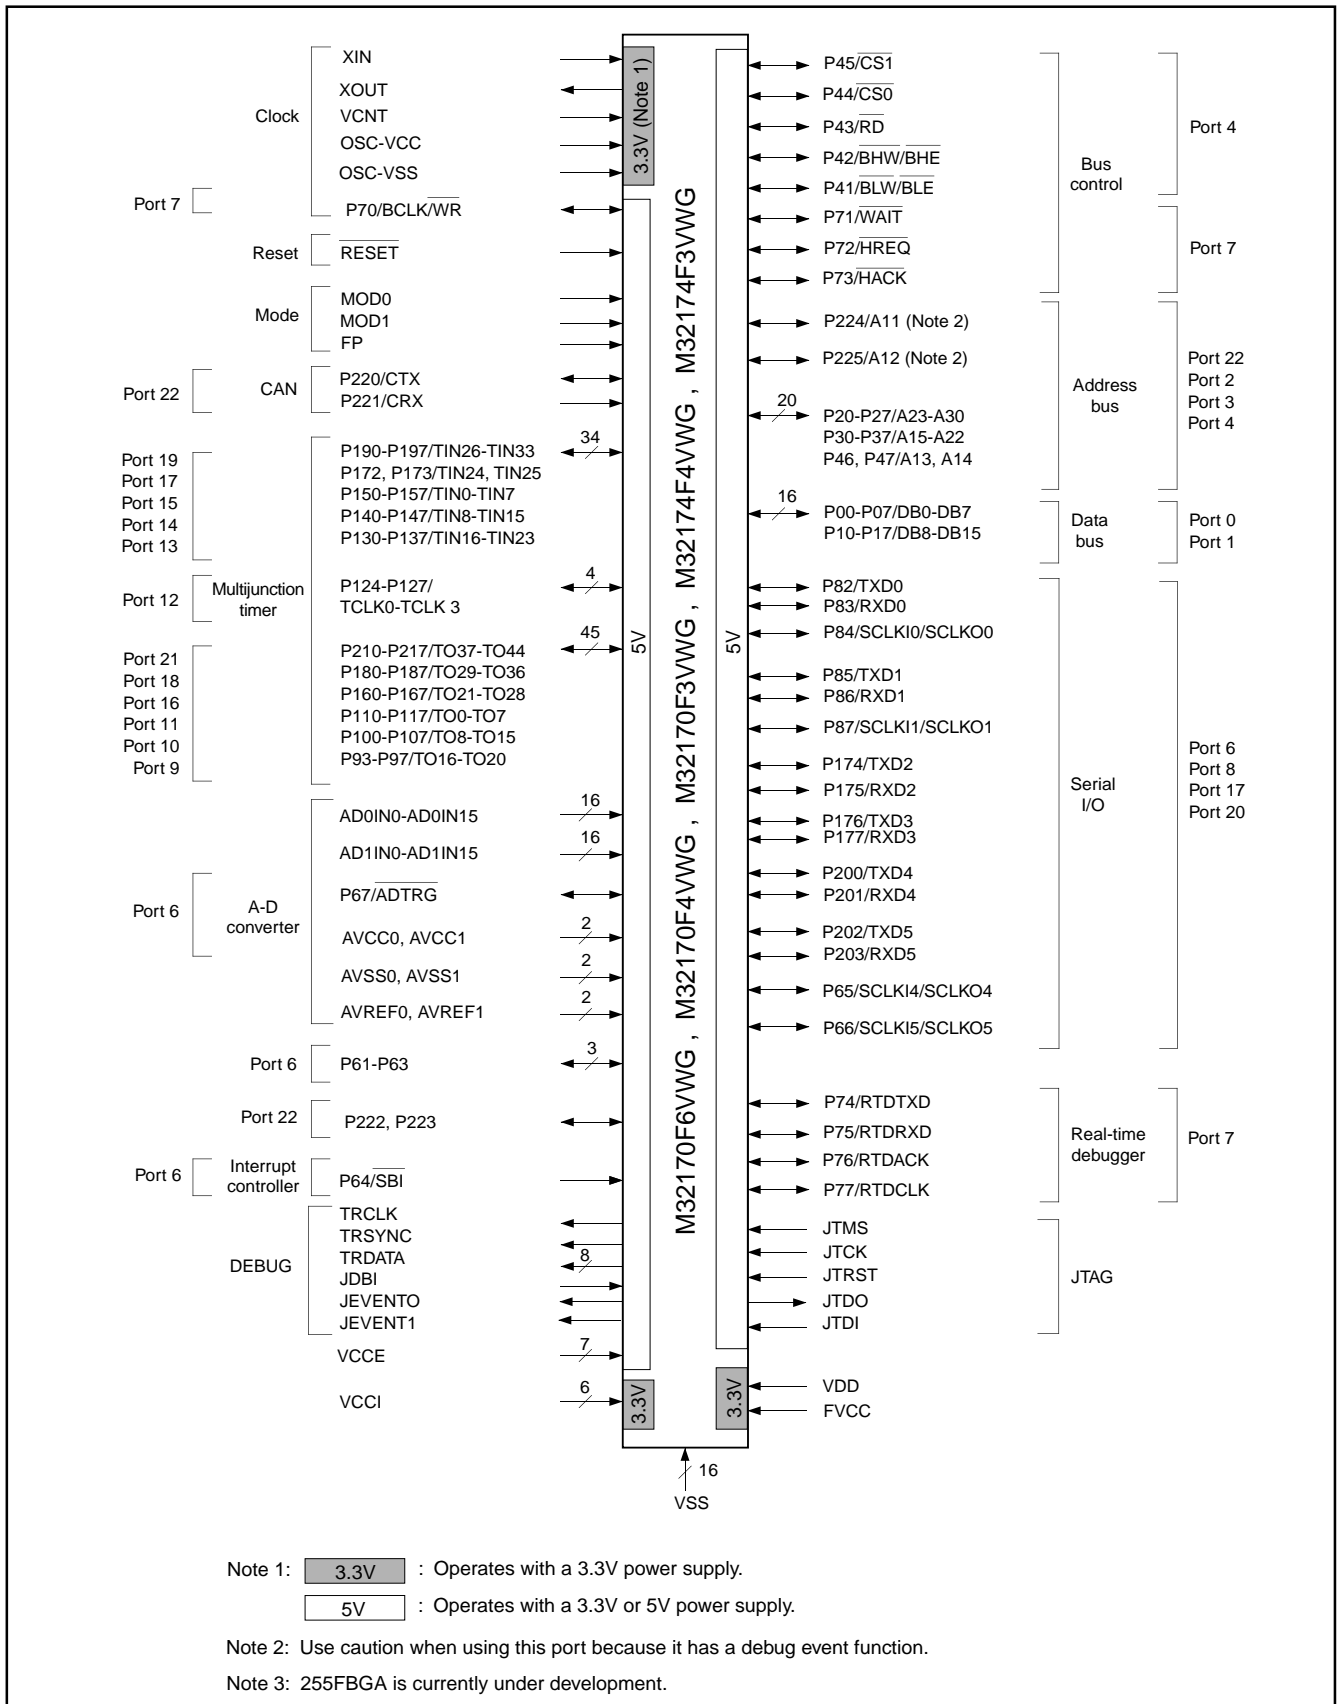 Clock
XIN
XOUT
VCNT
OSC-VCC
OSC-VSS
Port 7
P70/BCLK/WR
Reset
RESET
Mode
MOD0
MOD1
FP
Port 22
CAN
P220/CTX
P221/CRX
Port 19
Port 17
Port 15
Port 14
Port 13
P190-P197/TIN26-TIN33
34
P172, P173/TIN24, TIN25
P150-P157/TIN0-TIN7
P140-P147/TIN8-TIN15
P130-P137/TIN16-TIN23
Port 12
Multijunction
timer
P124-P127/
TCLK0-TCLK 3
4
Port 21
Port 18
Port 16
Port 11
Port 10
Port 9
P210-P217/TO37-TO44
45
P180-P187/TO29-TO36
P160-P167/TO21-TO28
P110-P117/TO0-TO7
P100-P107/TO8-TO15
P93-P97/TO16-TO20
AD0IN0-AD0IN15
16
AD1IN0-AD1IN15
16
Port 6
A-D
converter
P67/ADTRG
AVCC0, AVCC1
2
AVSS0, AVSS1
2
AVREF0, AVREF1
2
Port 6
P61-P63
3
Port 22
P222, P223
Port 6
Interrupt
controller
P64/SBI
DEBUG
TRCLK
TRSYNC
TRDATA
8
JDBI
JEVENTO
JEVENT1
VCCE
7
VCCI
6
3.3V (Note 1)
5V
3.3V
M32170F6VWG , M32170F4VWG , M32170F3VWG , M32174F4VWG , M32174F3VWG
5V
3.3V
16
VSS
P45/CS1
P44/CS0
P43/RD
P42/BHW/BHE
P41/BLW/BLE
P71/WAIT
P72/HREQ
P73/HACK
Bus
control
Port 4
Port 7
P224/A11 (Note 2)
P225/A12 (Note 2)
20
P20-P27/A23-A30
P30-P37/A15-A22
P46, P47/A13, A14
Address
bus
Port 22
Port 2
Port 3
Port 4
16
P00-P07/DB0-DB7
P10-P17/DB8-DB15
Data
bus
Port 0
Port 1
P82/TXD0
P83/RXD0
P84/SCLKI0/SCLKO0
P85/TXD1
P86/RXD1
P87/SCLKI1/SCLKO1
P174/TXD2
P175/RXD2
P176/TXD3
P177/RXD3
P200/TXD4
P201/RXD4
P202/TXD5
P203/RXD5
P65/SCLKI4/SCLKO4
P66/SCLKI5/SCLKO5
Serial
I/O
Port 6
Port 8
Port 17
Port 20
P74/RTDTXD
P75/RTDRXD
P76/RTDACK
P77/RTDCLK
Real-time
debugger
Port 7
JTMS
JTCK
JTRST
JTDO
JTDI
JTAG
VDD
FVCC
Note 1: 3.3V : Operates with a 3.3V power supply.
5V : Operates with a 3.3V or 5V power supply.
Note 2: Use caution when using this port because it has a debug event function.
Note 3: 255FBGA is currently under development.